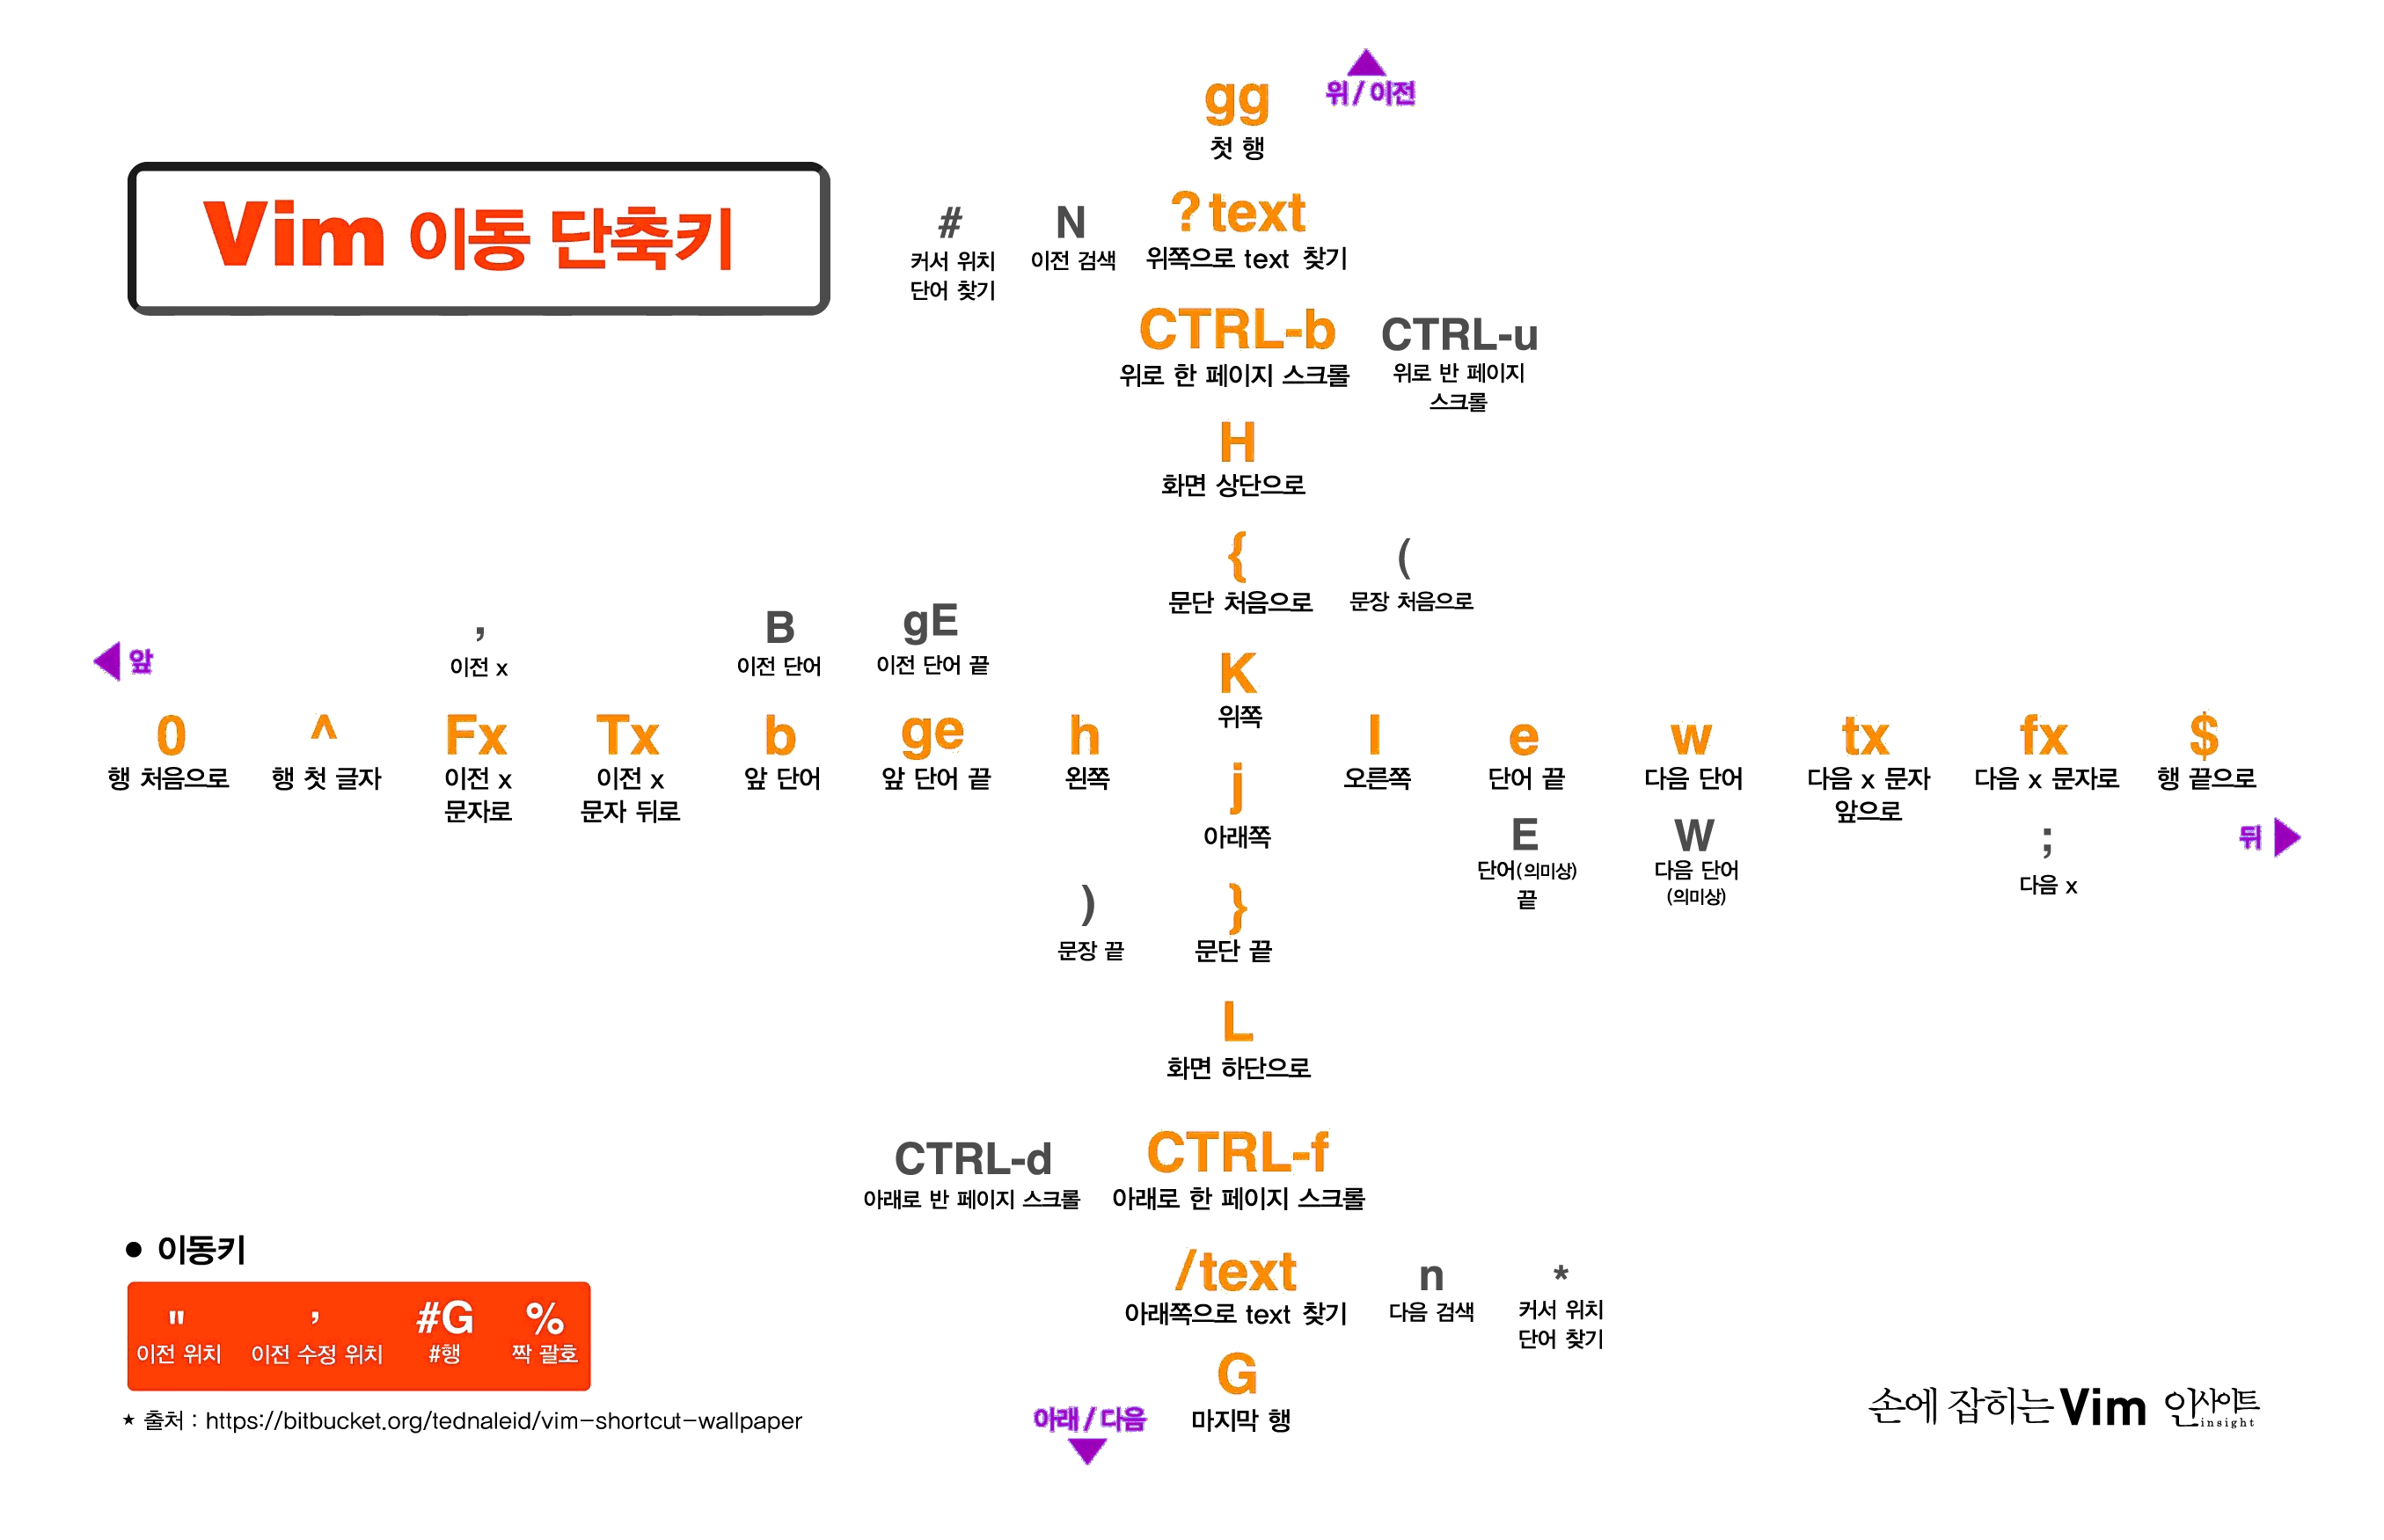 위 / 이전
gg
첫 행
Vim 이동 단축키
# N ?text
커서 위치 이전 검색 위쪽으로 text 찾기
단어 찾기
CTRL-b CTRL-u
위로 한 페이지 스크롤 위로 반 페이지
스크롤
H
화면 상단으로
{ (
문단 처음으로 문장 처음으로
, B gE
앞 이전 x 이전 단어 이전 단어 끝
K
위쪽
0 ^ Fx Tx b ge h l e w tx fx $
행 처음으로 행 첫 글자 이전 x 이전 x 앞 단어 앞 단어 끝 왼쪽 오른쪽 단어 끝 다음 단어 다음 x 문자 다음 x 문자로 행 끝으로
문자로 문자 뒤로 앞으로
j
아래쪽
E W ; 뒤
단어(의미상) 다음 단어 다음 x
끝 (의미상)
) }
문장 끝 문단 끝
L
화면 하단으로
CTRL-d CTRL-f
아래로 반 페이지 스크롤 아래로 한 페이지 스크롤
/text n *
아래쪽으로 text 찾기 다음 검색 커서 위치
단어 찾기
G
마지막 행
아래 / 다음
● 이동키
" , #G %
이전 위치 이전 수정 위치 #행 짝 괄호
★ 출처 : https://bitbucket.org/tednaleid/vim-shortcut-wallpaper
손에 잡히는 Vim 인사이트
insight